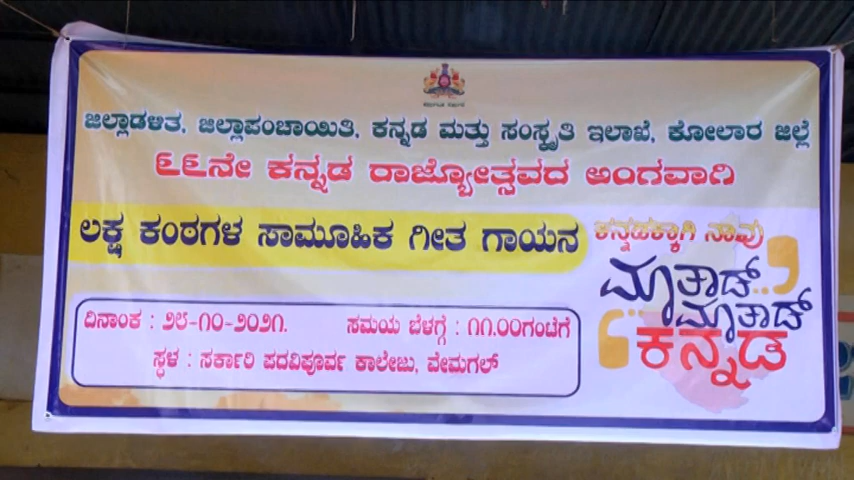 ಜಿಲ್ಲಾಡಳಿತ, ಜಿಲ್ಲಾಪಂಚಾಯಿತಿ, ಕನ್ನಡ ಮತ್ತು ಸಂಸ್ಕೃತಿ ಇಲಾಖೆ, ಕೋಲಾರ ಜಿಲ್ಲೆ
೬೬ನೇ ಕನ್ನಡ ರಾಜ್ಯೋತ್ಸವದ ಅಂಗವಾಗಿ
ಲಕ್ಷ ಕಂಠಗಳ ಸಾಮೂಹಿಕ ಗೀತ ಗಾಯನ
ಕನ್ನಡಕ್ಕಾಗಿ ನಾವು
ಮಾತಾಡ್..
..ಮಾತಾಡ್
ಕನ್ನಡ
ದಿನಾಂಕ : ೨೮-೧೦-೨೦೨೧. ಸಮಯ ಬೆಳಗ್ಗೆ : ೧೧.೦೦ಗಂಟೆಗೆ
ಸ್ಥಳ : ಸರ್ಕಾರಿ ಪದವಿಪೂರ್ವ ಕಾಲೇಜು, ವೇಮಗಲ್